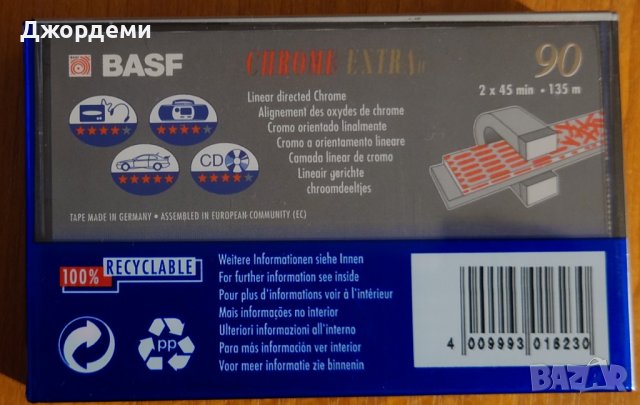 Джордеми
BASF
CHROME EXTRA II
90
2 x 45 min • 135 m
Linear directed Chrome
Alignement des oxydes de chrome
Cromo orientado linalmente
Cromo a orientamento lineare
Camada linear de cromo
Lineair gerichte
chroomdeeltjes
CD
TAPE MADE IN GERMANY • ASSEMBLED IN EUROPEAN COMMUNITY (EC)
100% RECYCLABLE
Weitere Informationen siehe Innen
For further information see inside
Pour plus d'informations voir à l'intérieur
Mais informações no interior
Ulteriori informazioni all'interno
Para más información ver interior
Voor meer informatie zie binnenin
PP
4 009993 016230
BAZAR